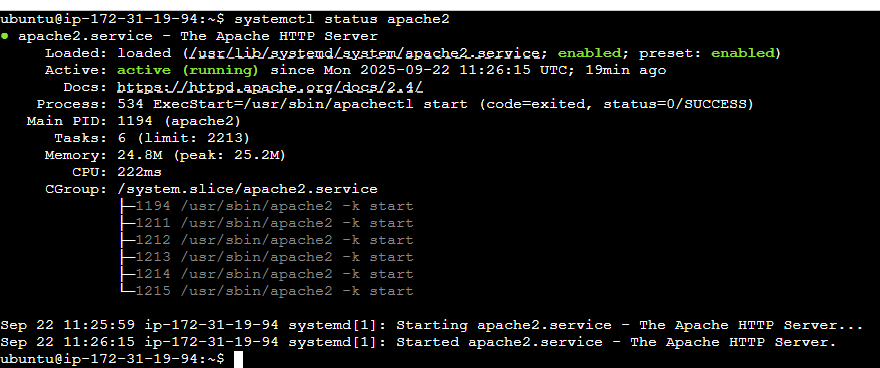 ubuntu@ip-172-31-19-94:~$ systemctl status apache2
● apache2.service - The Apache HTTP Server
     Loaded: loaded (/usr/lib/systemd/system/apache2.service; enabled; preset: enabled)
     Active: active (running) since Mon 2025-09-22 11:26:15 UTC; 19min ago
       Docs: https://httpd.apache.org/docs/2.4/
    Process: 534 ExecStart=/usr/sbin/apachectl start (code=exited, status=0/SUCCESS)
   Main PID: 1194 (apache2)
      Tasks: 6 (limit: 2213)
     Memory: 24.8M (peak: 25.2M)
        CPU: 222ms
     CGroup: /system.slice/apache2.service
             ├─1194 /usr/sbin/apache2 -k start
             ├─1211 /usr/sbin/apache2 -k start
             ├─1212 /usr/sbin/apache2 -k start
             ├─1213 /usr/sbin/apache2 -k start
             ├─1214 /usr/sbin/apache2 -k start
             └─1215 /usr/sbin/apache2 -k start
Sep 22 11:25:59 ip-172-31-19-94 systemd[1]: Starting apache2.service - The Apache HTTP Server...
Sep 22 11:26:15 ip-172-31-19-94 systemd[1]: Started apache2.service - The Apache HTTP Server.
ubuntu@ip-172-31-19-94:~$